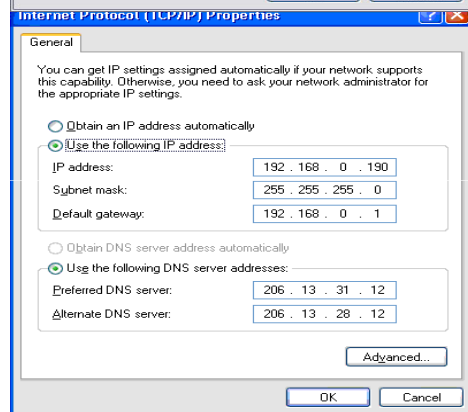 Internet Protocol (TCP/IP) Properties
General
You can get IP settings assigned automatically if your network supports
this capability. Otherwise, you need to ask your network administrator for
the appropriate IP settings.
Obtain an IP address automatically
Use the following IP address:
IP address: 192 . 168 . 0 . 190
Subnet mask: 255 . 255 . 255 . 0
Default gateway: 192 . 168 . 0 . 1
Obtain DNS server address automatically
Use the following DNS server addresses:
Preferred DNS server: 206 . 13 . 31 . 12
Alternate DNS server: 206 . 13 . 28 . 12
Advanced...
OK Cancel